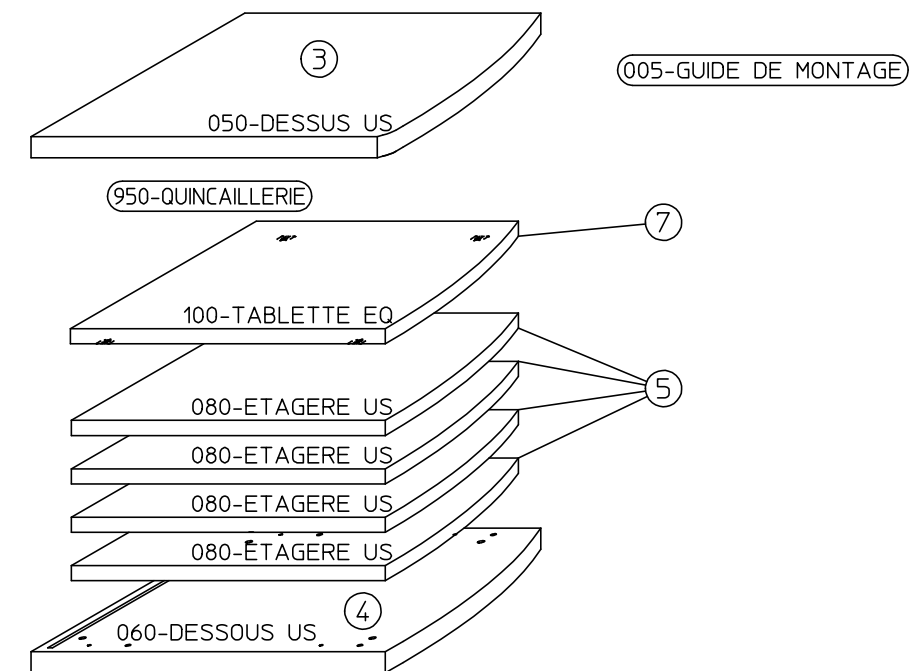 3
005-GUIDE DE MONTAGE
050-DESSUS US
950-QUINCAILLERIE
7
100-TABLETTE EQ
5
080-ETAGERE US
080-ETAGERE US
080-ETAGERE US
080-ETAGERE US
4
060-DESSOUS US